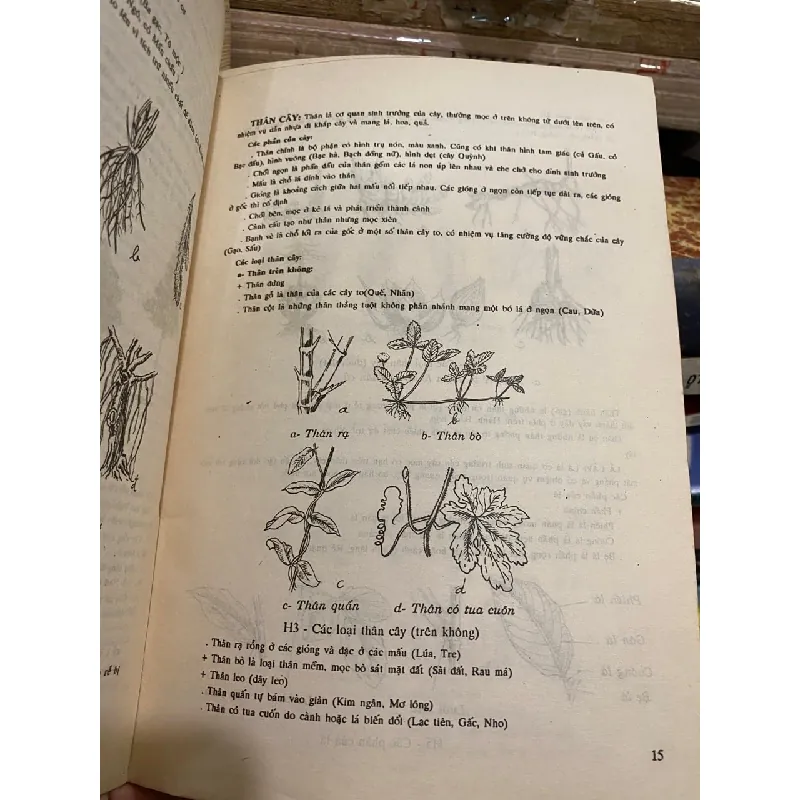 THÂN CÂY: Thân là cơ quan sinh trưởng của cây, thường mọc ở trên không từ dưới lên trên, có
nhiệm vụ dẫn nhựa đi khắp cây và mang lá, hoa, quả.
Các phần của cây:
. Thân chính là bộ phận có hình trụ nón, màu xanh. Cũng có khi thân hình tam giác (cỏ Gấu, cỏ
Bạc đầu), hình vuông (Bạc hà, Bạch đồng nữ), hình dẹt (cây Quỳnh)
. Chồi ngọn là phần đầu của thân gồm các lá non úp lên nhau và che chở cho đỉnh sinh trưởng
. Mấu là chỗ lá đính vào thân
. Gióng là khoảng cách giữa hai mấu nối tiếp nhau. Các gióng ở ngọn còn tiếp tục dài ra, các gióng
ở gốc thì cố định
. Chồi bên, mọc ở kẽ lá và phát triển thành cành
. Cành cấu tạo như thân nhưng mọc xiên
. Bạnh vè là chỗ lồi ra của gốc ở một số thân cây to, có nhiệm vụ tăng cường độ vững chắc của cây
(Gạo, Sấu)
Các loại thân cây:
a- Thân trên không:
+ Thân đứng
. Thân gỗ là thân của các cây to(Quế, Nhãn)
. Thân cột là những thân thẳng tuột không phân nhánh mang một bó lá ở ngọn (Cau, Dừa)
a
b
a- Thân rạ
b- Thân bò
c
d
c- Thân quấn
d- Thân có tua cuốn
H3 - Các loại thân cây (trên không)
. Thân rạ rỗng ở các gióng và đặc ở các mấu (Lúa, Tre)
+ Thân bò là loại thân mềm, mọc bò sát mặt đất (Sài đất, Rau má)
+ Thân leo (dây leo)
. Thân quấn tự bám vào giàn (Kim ngân, Mơ lông)
. Thân có tua cuốn do cành hoặc lá biến đổi (Lạc tiên, Gấc, Nho)
15